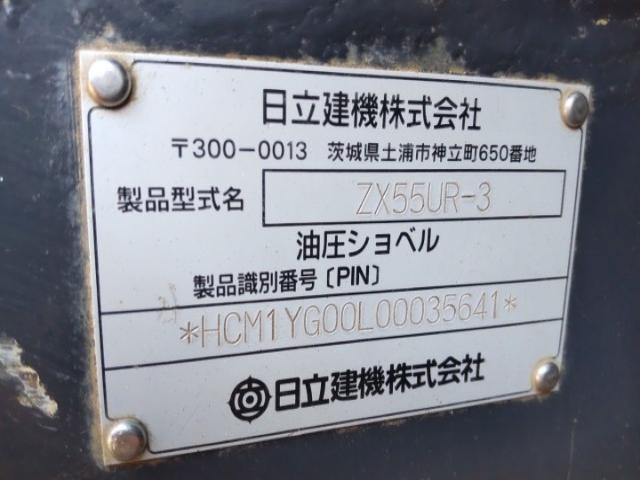 日立建機株式会社
〒300-0013 茨城県土浦市神立町650番地
製品型式名 ZX55UR-3
油圧ショベル
製品識別番号〔PIN〕
*HCM1YG00L00035641*
日立建機株式会社